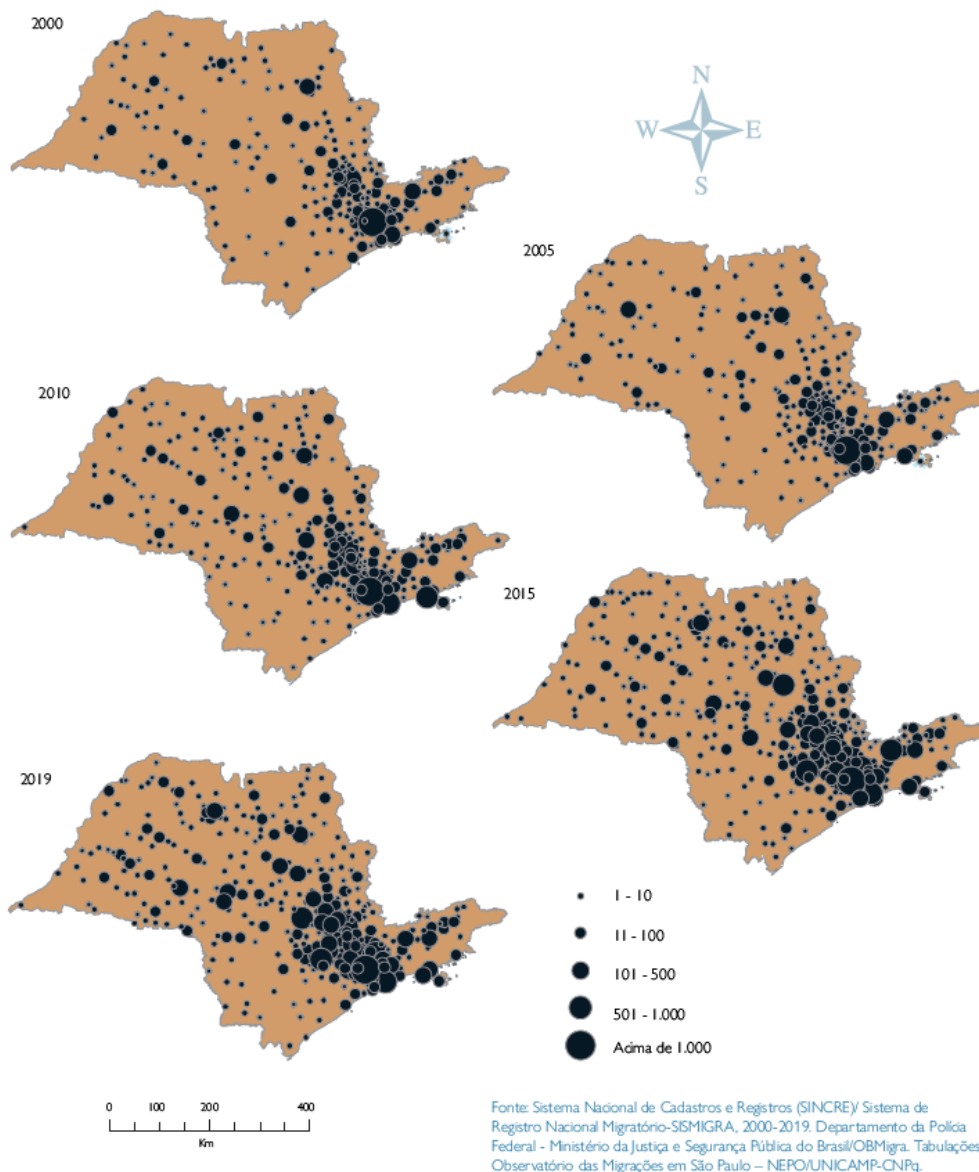 2000
N
W E
S
2005
2010
2015
2019
1 - 10
11 - 100
101 - 500
501 - 1.000
Acima de 1.000
0 100 200 400
Km
Fonte: Sistema Nacional de Cadastros e Registros (SINCRE)/ Sistema de
Registro Nacional Migratório-SISMIGRA, 2000-2019. Departamento da Polícia
Federal - Ministério da Justiça e Segurança Pública do Brasil/OBMigra. Tabulações
Observatório das Migrações em São Paulo – NEPO/UNICAMP-CNPq.